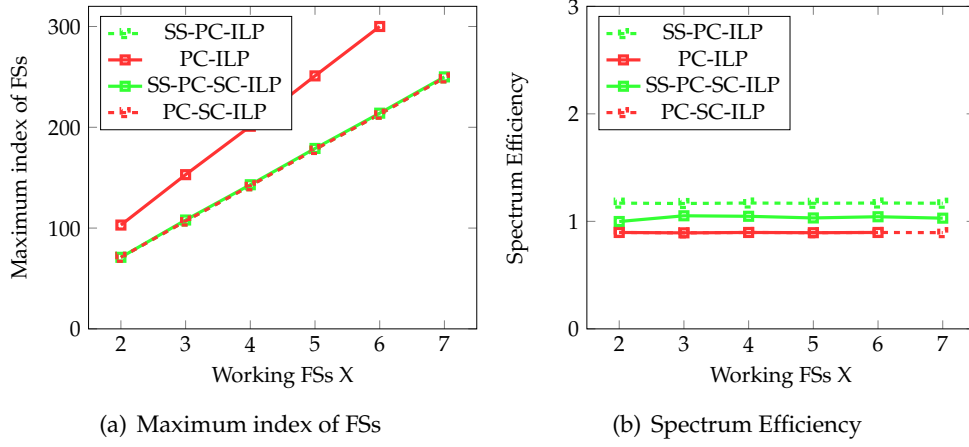 Maximum index of FSs
300
200
100
0
SS-PC-ILP
PC-ILP
SS-PC-SC-ILP
PC-SC-ILP
2 3 4 5 6 7
Working FSs X
(a) Maximum index of FSs
Spectrum Efficiency
3
2
1
0
SS-PC-ILP
PC-ILP
SS-PC-SC-ILP
PC-SC-ILP
2 3 4 5 6 7
Working FSs X
(b) Spectrum Efficiency